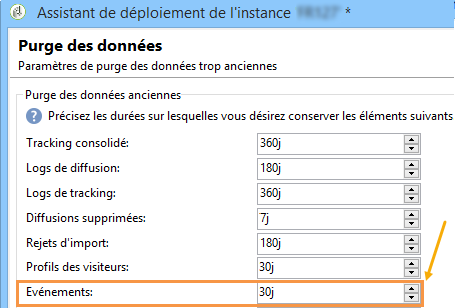 Assistant de déploiement de l'instance *
Purge des données
Paramètres de purge des données trop anciennes
Purge des données anciennes
Précisez les durées sur lesquelles vous désirez conserver les éléments suivants
Tracking consolidé: 360j
Logs de diffusion: 180j
Logs de tracking: 360j
Diffusions supprimées: 7j
Rejets d'import: 180j
Profils des visiteurs: 30j
Evénements: 30j